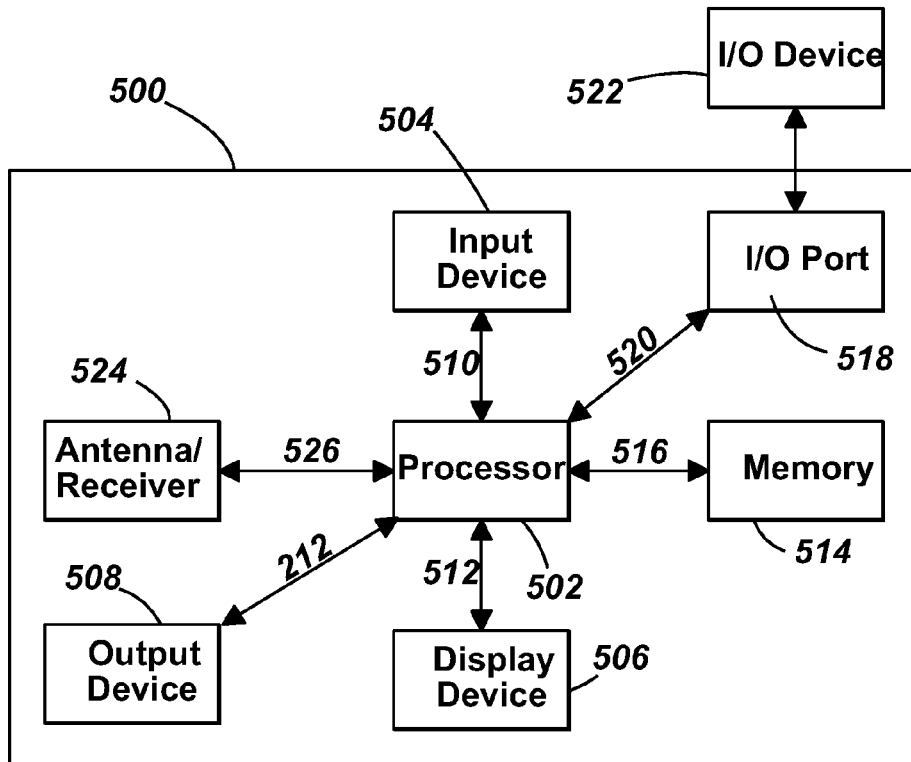 I/O Device
522
500
504
Input
Device
I/O Port
518
510
520
524
Antenna/
Receiver
526
Processor
516
Memory
514
212
512
502
508
Output
Device
Display
Device
506